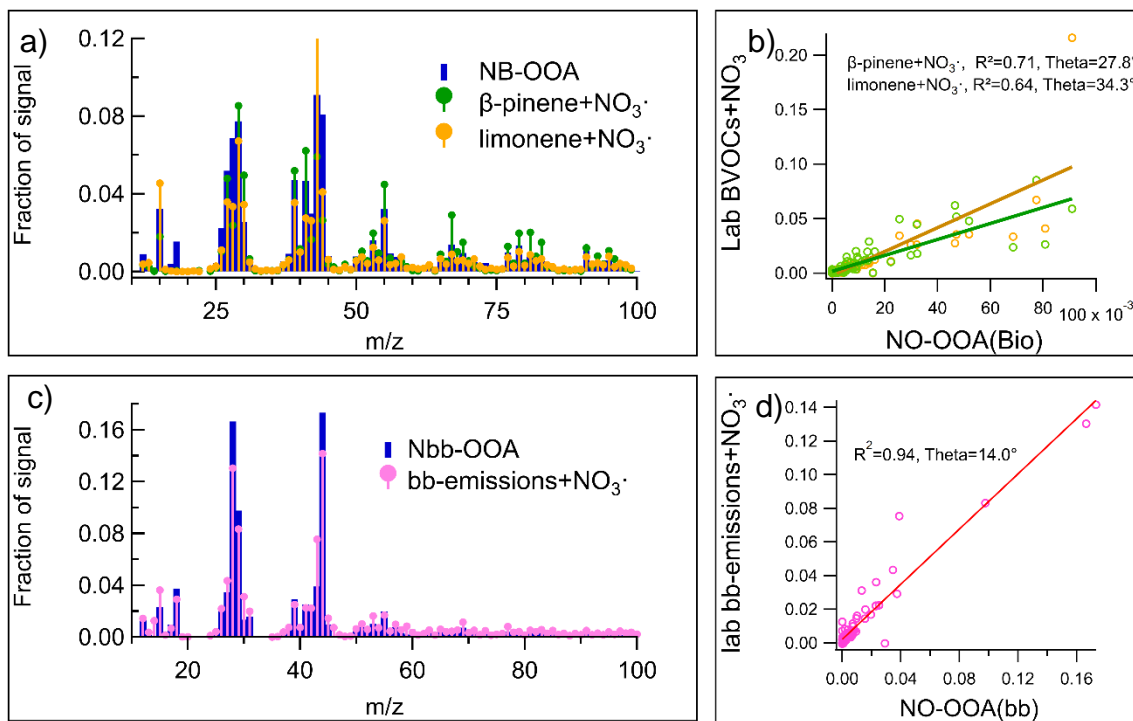 a)
0.12
0.08
0.04
0.00
Fraction of signal
NB-OOA
β-pinene+NO₃·
limonene+NO₃·
25
50
75
100
m/z
b)
0.20
0.15
0.10
0.05
0.00
Lab BVOCs+NO₃
β-pinene+NO₃·, R²=0.71, Theta=27.8°
limonene+NO₃·, R²=0.64, Theta=34.3°
0
20
40
60
80
100 x 10⁻³
NO-OOA(Bio)
c)
0.16
0.12
0.08
0.04
0.00
Fraction of signal
Nbb-OOA
bb-emissions+NO₃·
20
40
60
80
100
m/z
d)
0.14
0.12
0.10
0.08
0.06
0.04
0.02
0.00
lab bb-emissions+NO₃·
R²=0.94, Theta=14.0°
0.00
0.04
0.08
0.12
0.16
NO-OOA(bb)